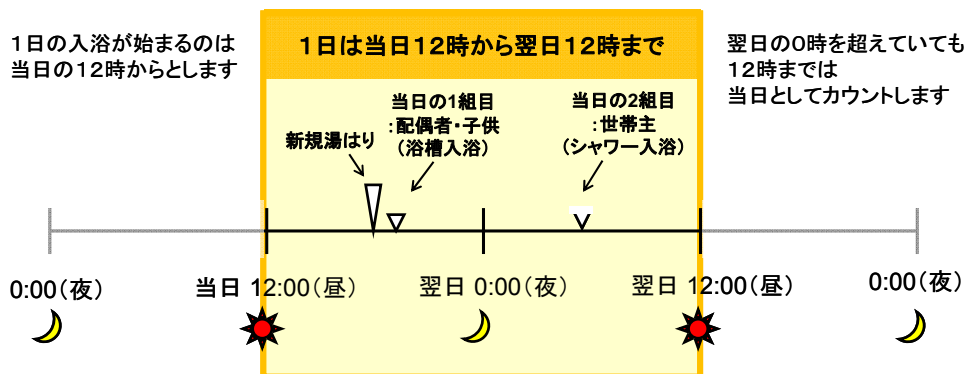 1日の入浴が始まるのは
当日の12時からとします
1日は当日12時から翌日12時まで
翌日の0時を超えていても
12時までは
当日としてカウントします
新規湯はり
当日の1組目
:配偶者・子供
(浴槽入浴)
当日の2組目
:世帯主
(シャワー入浴)
0:00(夜)
当日 12:00(昼)
翌日 0:00(夜)
翌日 12:00(昼)
0:00(夜)